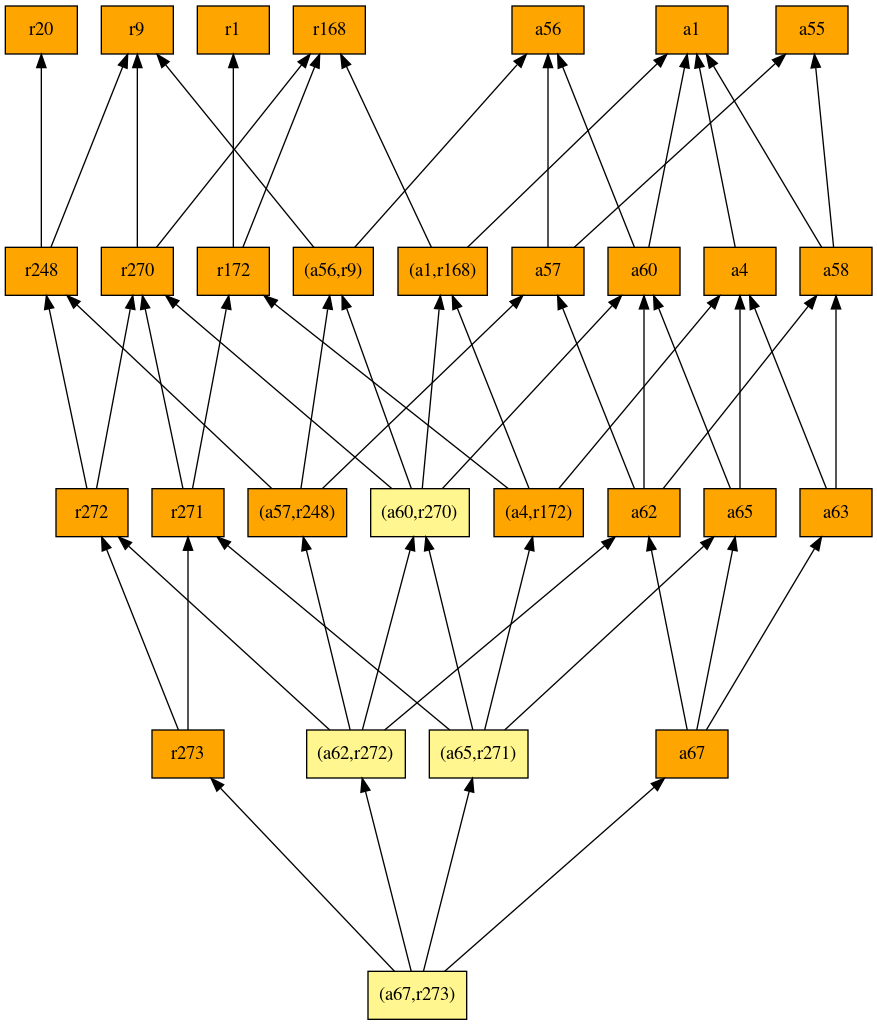 r20
r9
r1
r168
a56
a1
a55
r248
r270
r172
(a56,r9)
(a1,r168)
a57
a60
a4
a58
r272
r271
(a57,r248)
(a60,r270)
(a4,r172)
a62
a65
a63
r273
(a62,r272)
(a65,r271)
a67
(a67,r273)